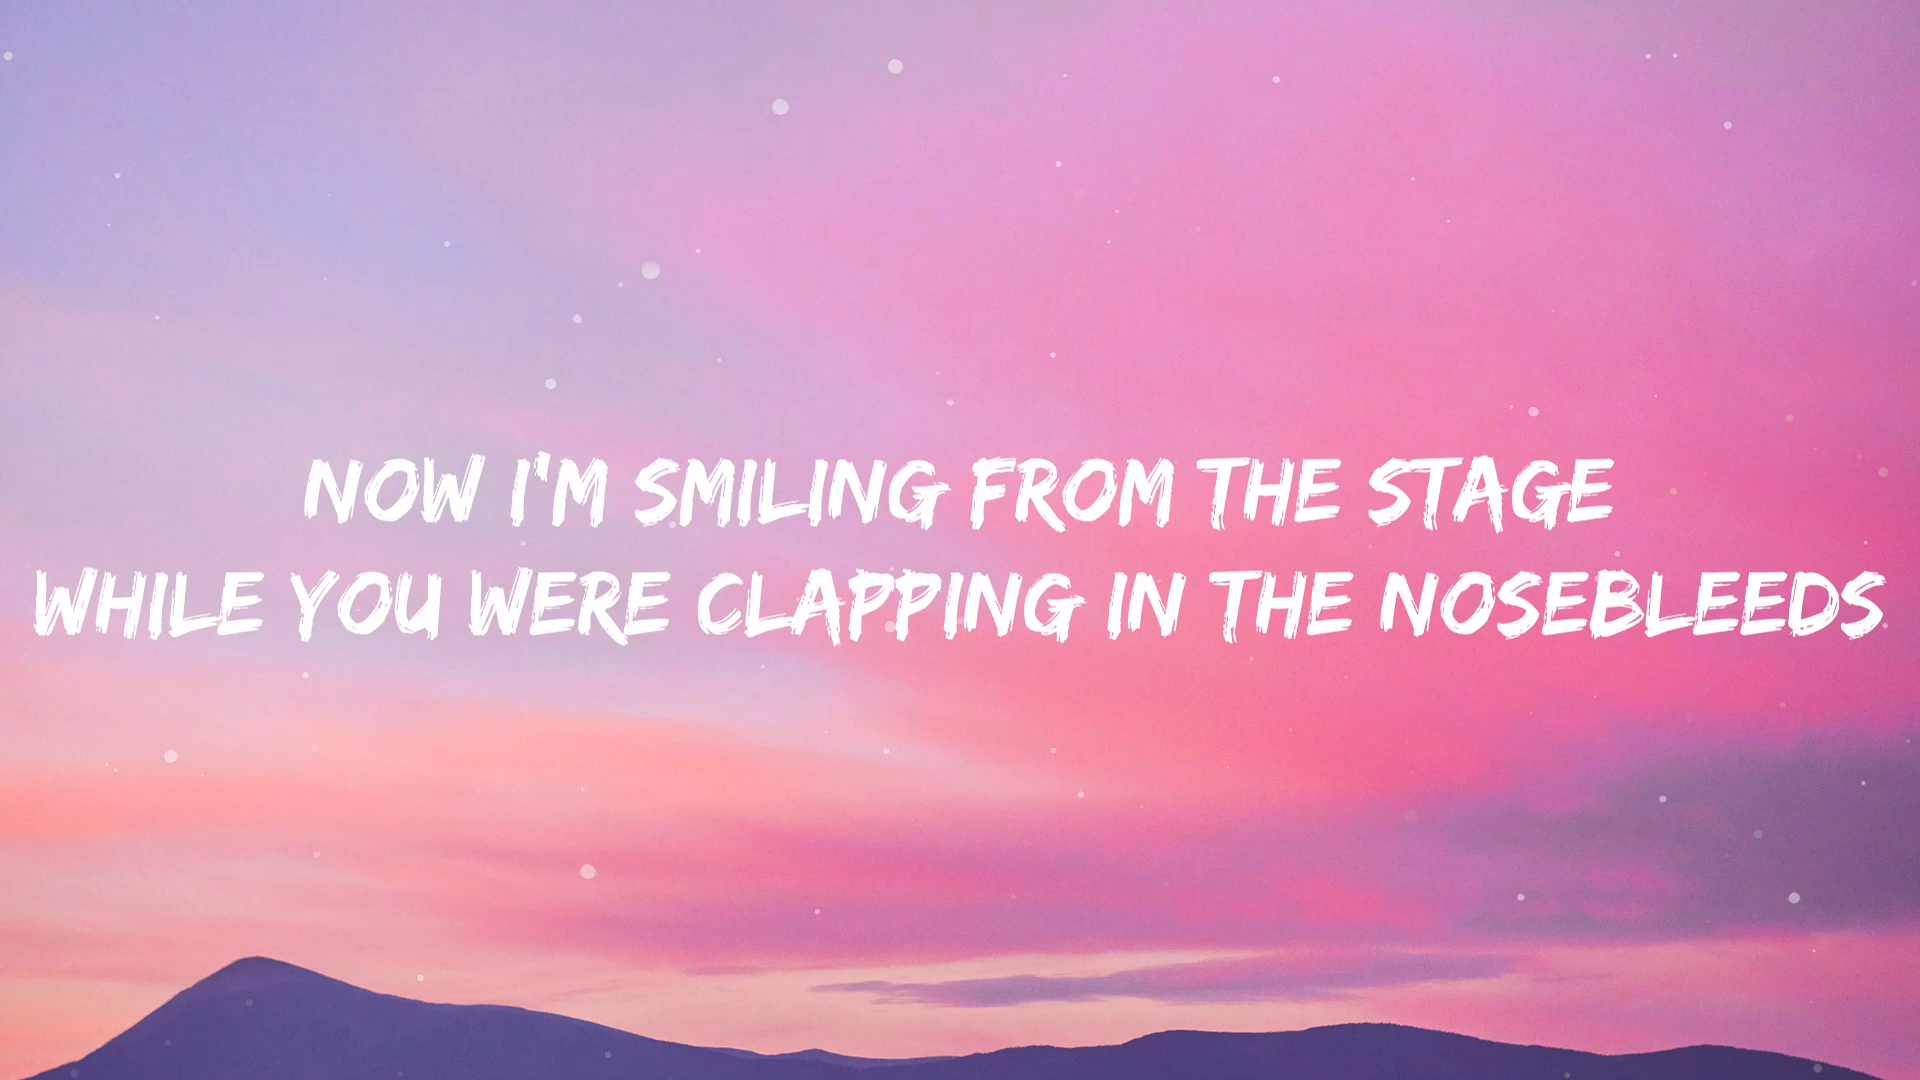 NOW I'M SMILING FROM THE STAGE
WHILE YOU WERE CLAPPING IN THE NOSEBLEEDS